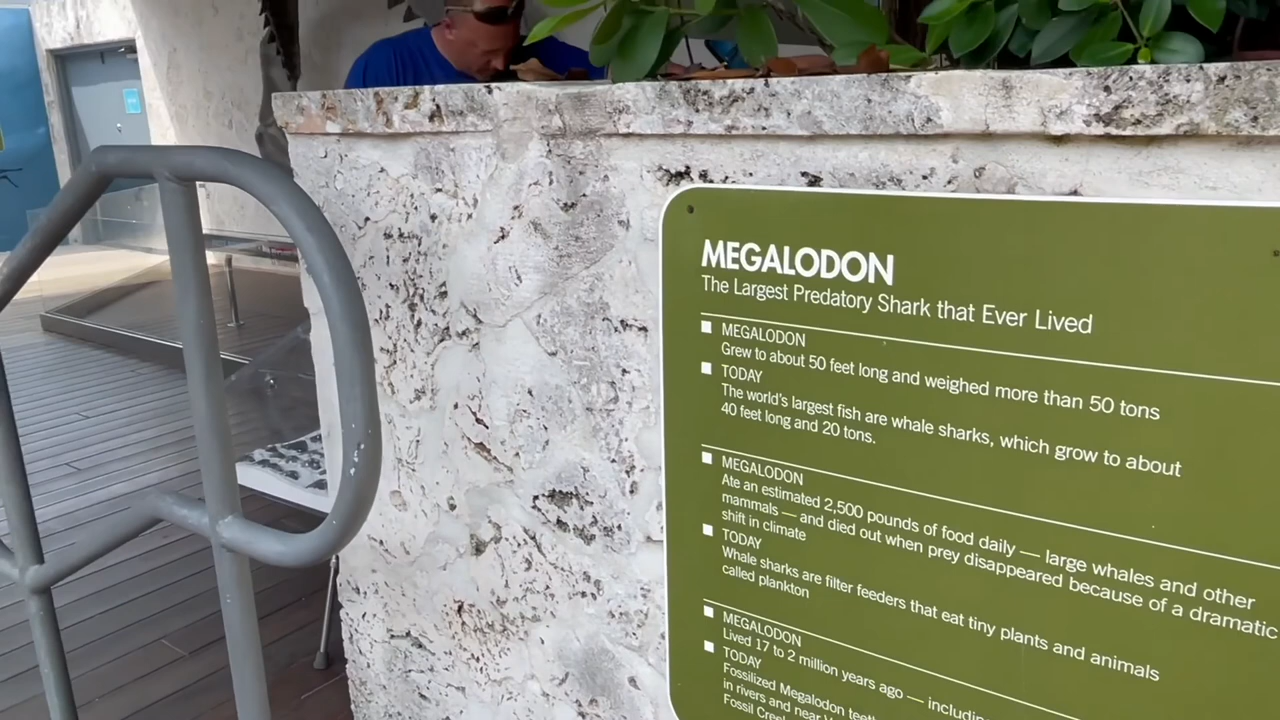 MEGALODON
The Largest Predatory Shark that Ever Lived
MEGALODON
Grew to about 50 feet long and weighed more than 50 tons
TODAY
The world's largest fish are whale sharks, which grow to about
40 feet long and 20 tons.
MEGALODON
Ate an estimated 2,500 pounds of food daily — large whales and other
mammals — and died out when prey disappeared because of a dramatic
shift in climate
TODAY
Whale sharks are filter feeders that eat tiny plants and animals
called plankton
MEGALODON
Lived 17 to 2 million years ago — including
TODAY
Fossilized Megalodon teeth
in rivers and near
Fossil Creek